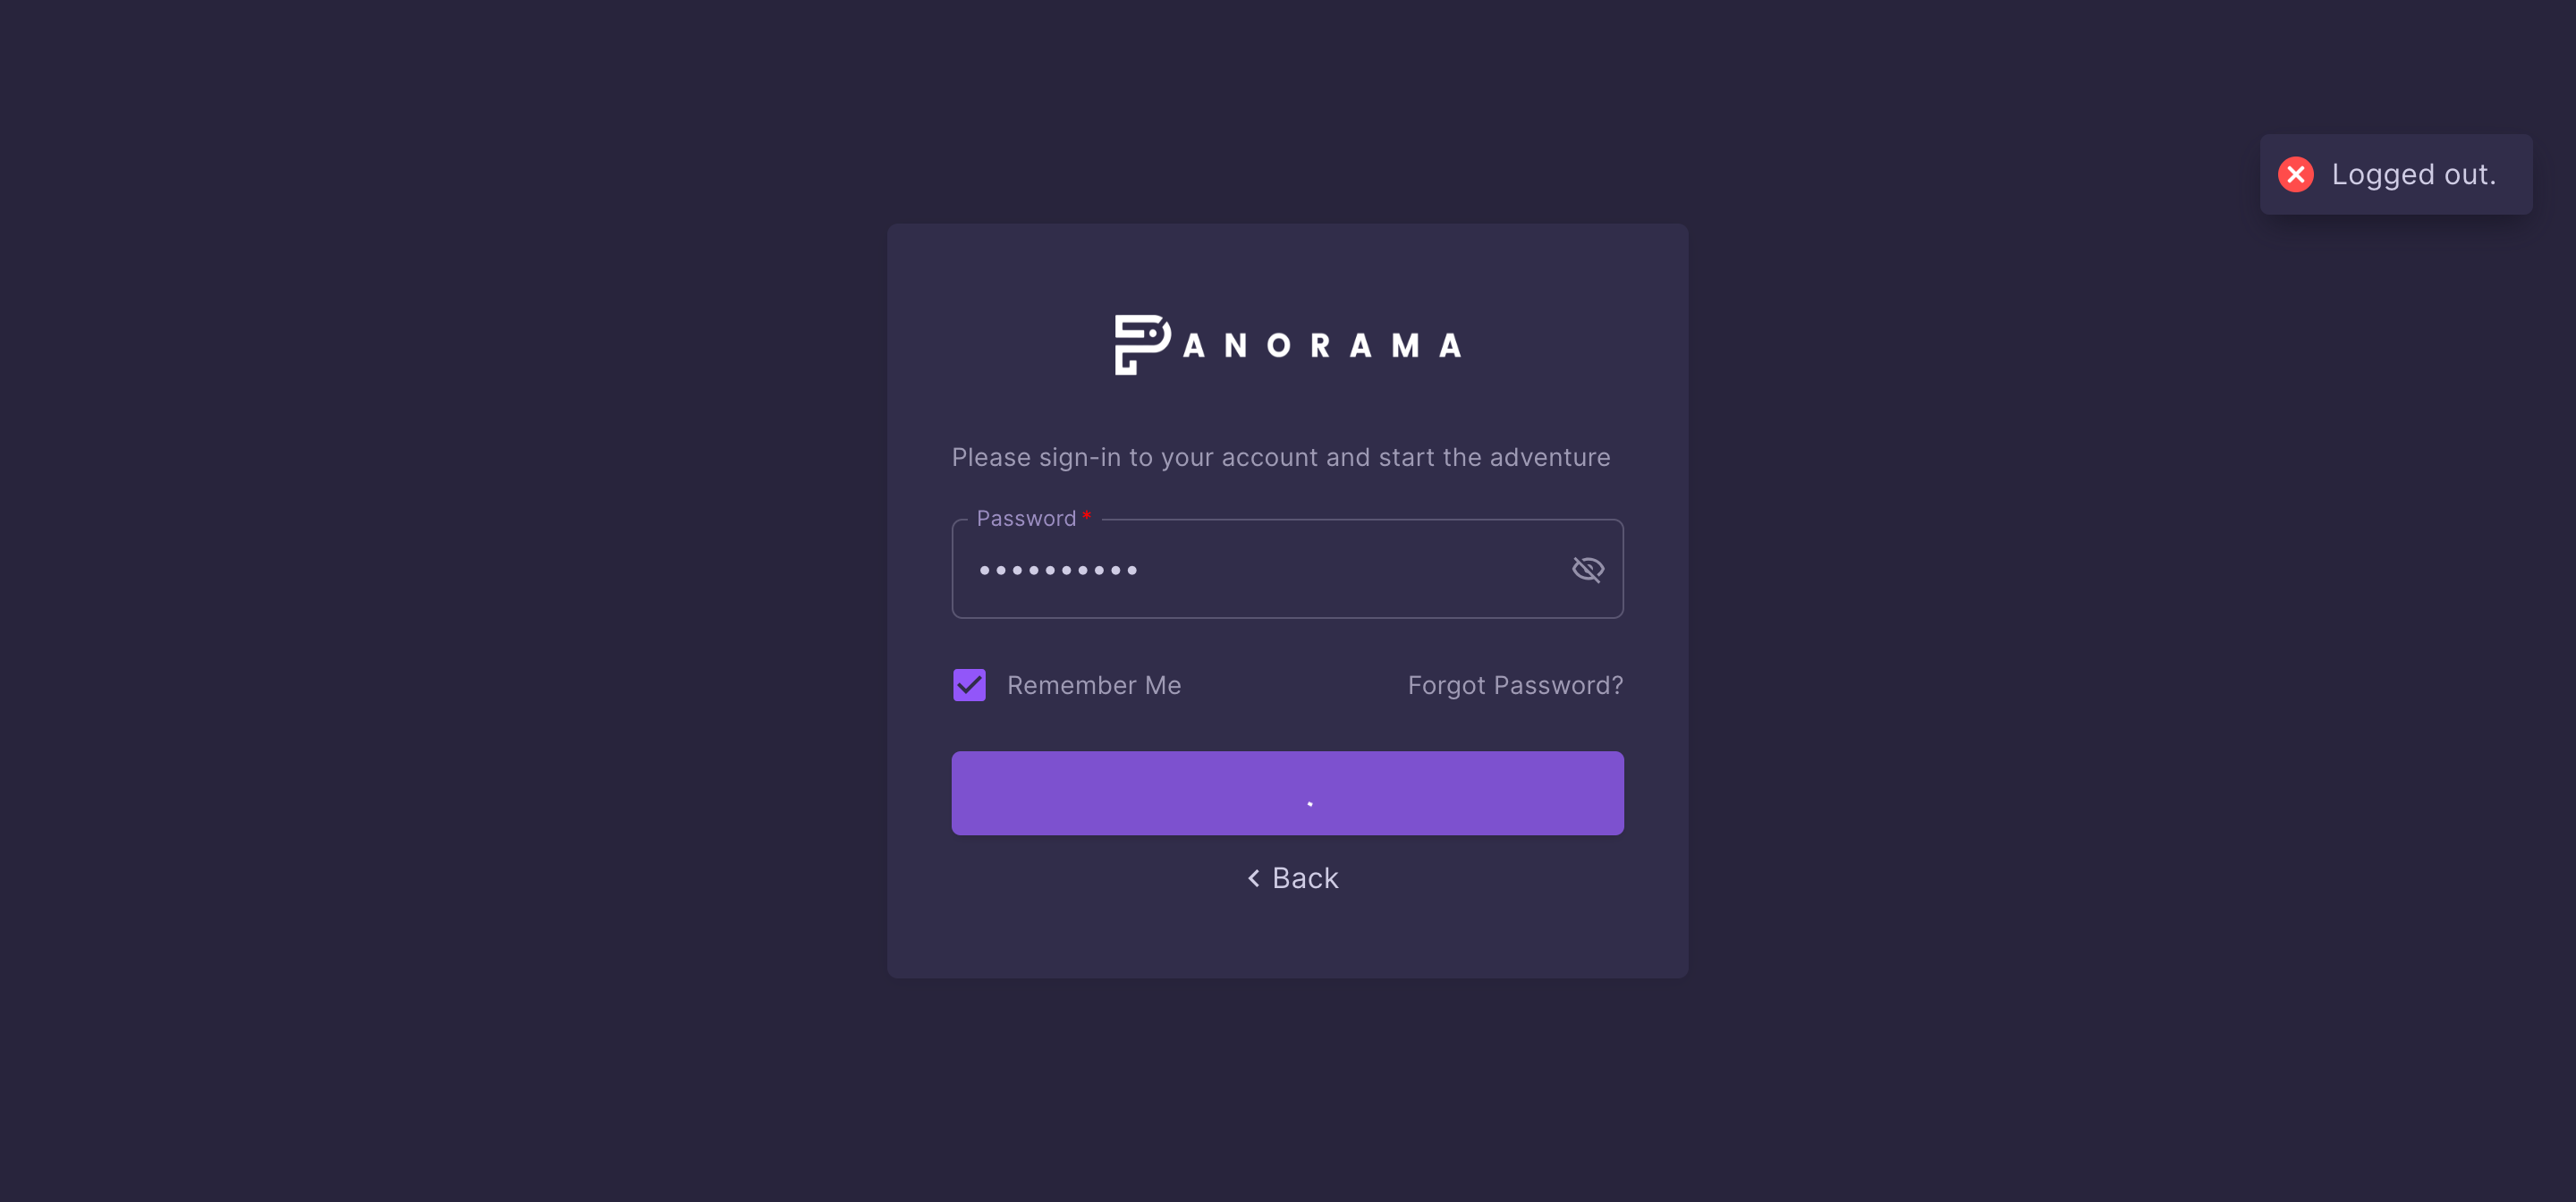 Logged out.
PANORAMA
Please sign-in to your account and start the adventure
Password *
Remember Me
Forgot Password?
Back